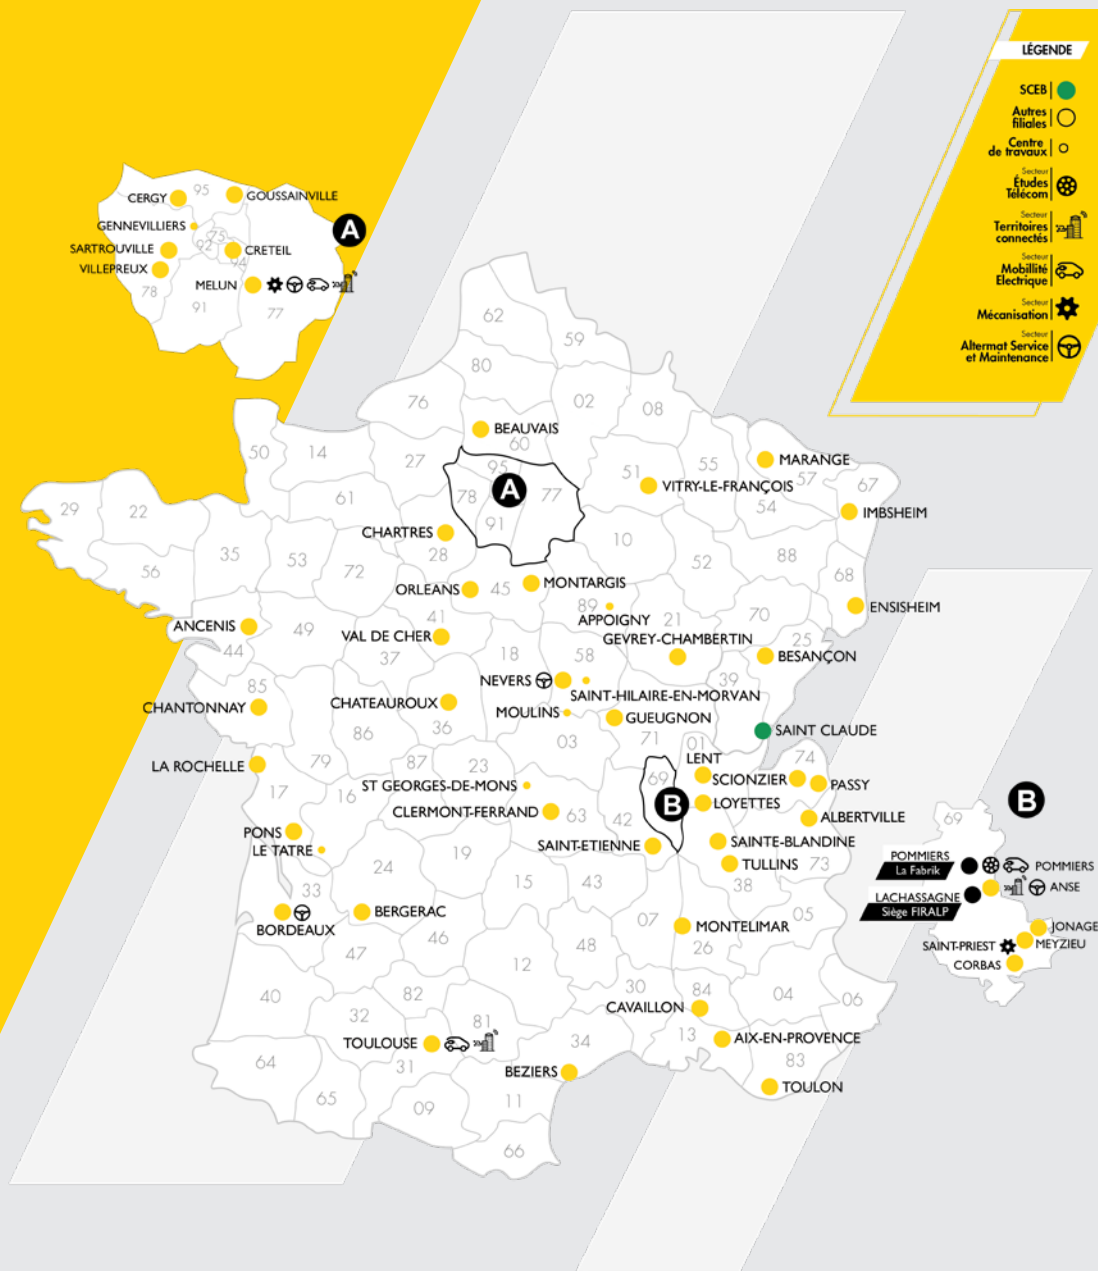 LÉGENDE
SCEB
Autres
filiales
Centre
de travaux
Secteur
Études
Télécom
Secteur
Territoires
connectés
Secteur
Mobillité
Electrique
Secteur
Mécanisation
Secteur
Altermat Service
et Maintenance
A
CERGY
95
GOUSSAINVILLE
GENNEVILLIERS
75
92
SARTROUVILLE
CRETEIL
94
VILLEPREUX
MELUN
78
91
77
62
59
80
76
02
08
BEAUVAIS
60
50
14
27
95
A
78
77
91
51
55
MARANGE
57
67
VITRY-LE-FRANÇOIS
54
IMBSHEIM
29
22
61
CHARTRES
28
10
35
53
72
56
52
88
68
ORLEANS
45
MONTARGIS
89
APPOIGNY
21
70
ENSISHEIM
ANCENIS
44
49
41
VAL DE CHER
37
18
58
GEVREY-CHAMBERTIN
25
BESANÇON
39
NEVERS
SAINT-HILAIRE-EN-MORVAN
85
CHANTONNAY
CHATEAUROUX
36
MOULINS
GUEUGNON
86
03
71
01
SAINT CLAUDE
LA ROCHELLE
79
87
23
LENT
74
17
16
ST GEORGES-DE-MONS
69
SCIONZIER
PASSY
B
LOYETTES
CLERMONT-FERRAND
63
42
ALBERTVILLE
PONS
LE TATRE
SAINT-ETIENNE
SAINTE-BLANDINE
TULLINS
73
24
19
38
33
15
43
BORDEAUX
BERGERAC
07
MONTELIMAR
05
47
46
48
26
12
40
82
30
84
04
06
CAVAILLON
32
81
34
13
AIX-EN-PROVENCE
TOULOUSE
83
64
31
BEZIERS
TOULON
65
09
11
66
B
69
POMMIERS
La Fabrik
POMMIERS
LACHASSAGNE
Siège FIRALP
ANSE
JONAGE
SAINT-PRIEST
MEYZIEU
CORBAS